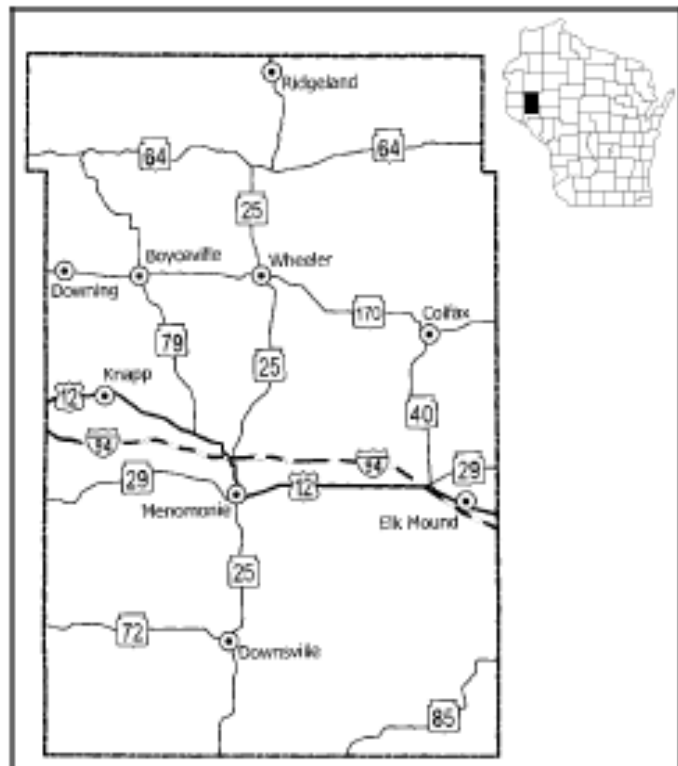 Ridgeland
64
64
25
Boyceville
Wheeler
Downing
170
Colfax
79
25
Knapp
12
40
94
94
29
29
12
Menomonie
Elk Mound
25
72
Downsville
85